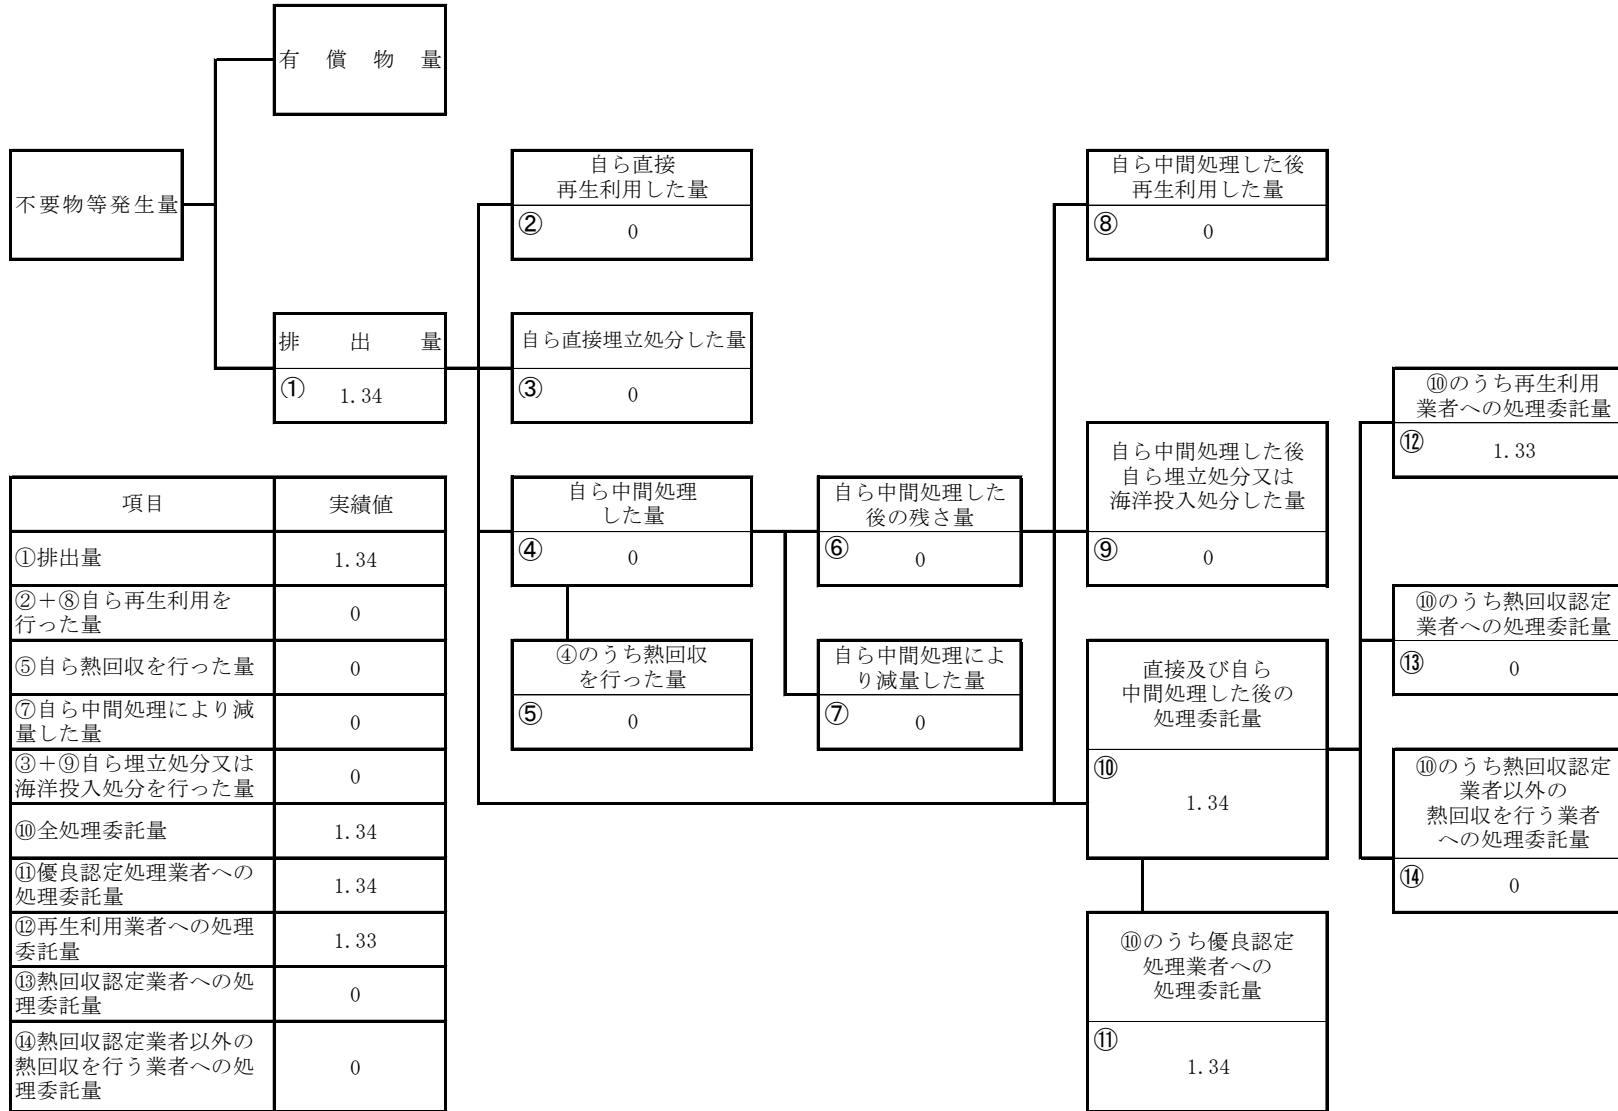 有償物量
不要物等発生量
排出量
① 1.34
自ら直接
再生利用した量
② 0
自ら直接埋立処分した量
③ 0
自ら中間処理
した量
④ 0
④のうち熱回収
を行った量
⑤ 0
自ら中間処理した
後の残さ量
⑥ 0
自ら中間処理によ
り減量した量
⑦ 0
自ら中間処理した後
再生利用した量
⑧ 0
自ら中間処理した後
自ら埋立処分又は
海洋投入処分した量
⑨ 0
直接及び自ら
中間処理した後の
処理委託量
⑩
1.34
⑩のうち優良認定
処理業者への
処理委託量
⑪
1.34
⑩のうち再生利用
業者への処理委託量
⑫ 1.33
⑩のうち熱回収認定
業者への処理委託量
⑬ 0
⑩のうち熱回収認定
業者以外の
熱回収を行う業者
への処理委託量
⑭ 0
項目 実績値
①排出量 1.34
②+⑧自ら再生利用を
行った量 0
⑤自ら熱回収を行った量 0
⑦自ら中間処理により減
量した量 0
③+⑨自ら埋立処分又は
海洋投入処分を行った量 0
⑩全処理委託量 1.34
⑪優良認定処理業者への
処理委託量 1.34
⑫再生利用業者への処理
委託量 1.33
⑬熱回収認定業者への処
理委託量 0
⑭熱回収認定業者以外の
熱回収を行う業者への処
理委託量 0